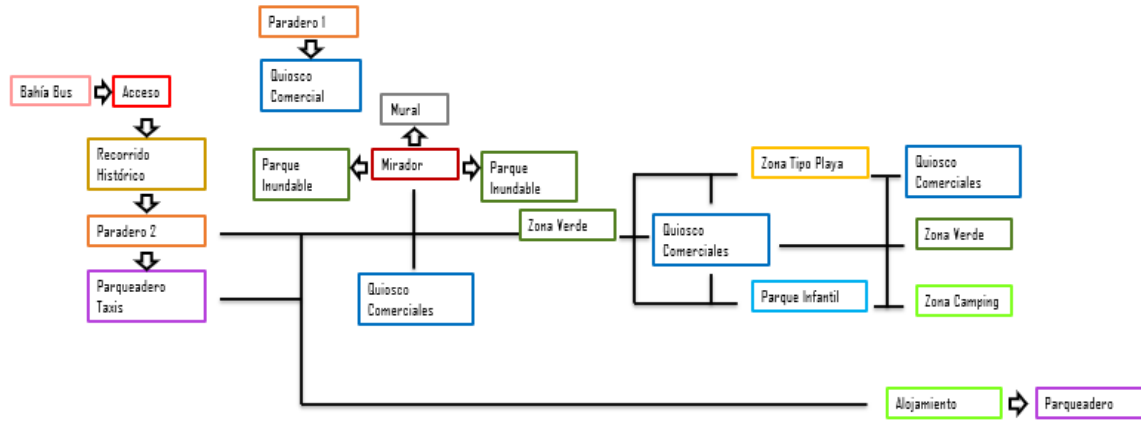 Paradero 1
Quiosco
Comercial
Bahía Bus
Acceso
Mural
Recorrido
Histórico
Parque
Inundable
Mirador
Parque
Inundable
Zona Tipo Playa
Quiosco
Comerciales
Paradero 2
Zona Verde
Quiosco
Comerciales
Zona Verde
Parqueadero
Taxis
Quiosco
Comerciales
Parque Infantil
Zona Camping
Alojamiento
Parqueadero